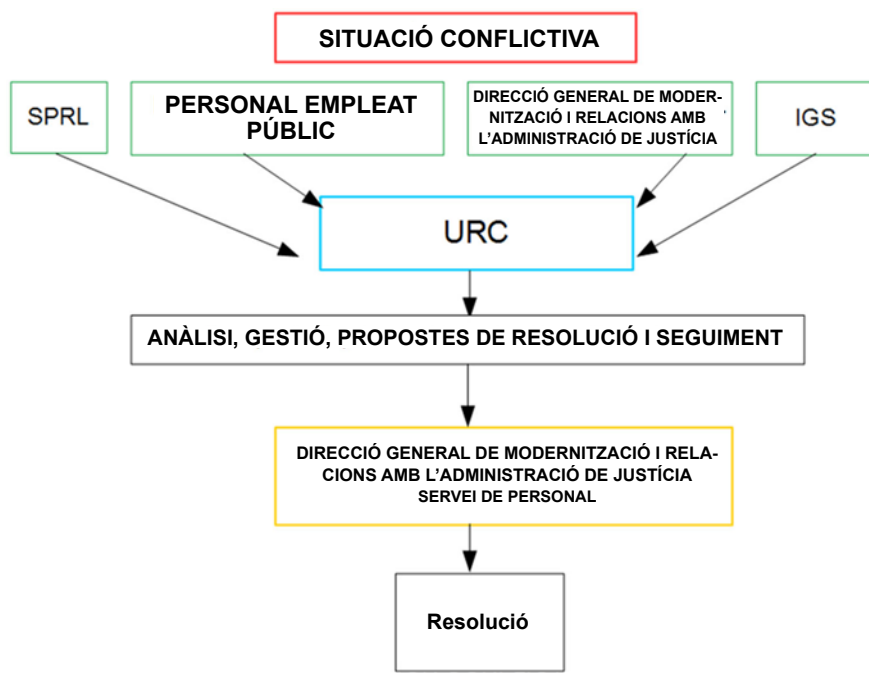 SITUACIÓ CONFLICTIVA
SPRL
PERSONAL EMPLEAT
PÚBLIC
DIRECCIÓ GENERAL DE MODER-
NITZACIÓ I RELACIONS AMB
L'ADMINISTRACIÓ DE JUSTÍCIA
IGS
URC
ANÀLISI, GESTIÓ, PROPOSTES DE RESOLUCIÓ I SEGUIMENT
DIRECCIÓ GENERAL DE MODERNITZACIÓ I RELA-
CIONS AMB L'ADMINISTRACIÓ DE JUSTÍCIA
SERVEI DE PERSONAL
Resolució